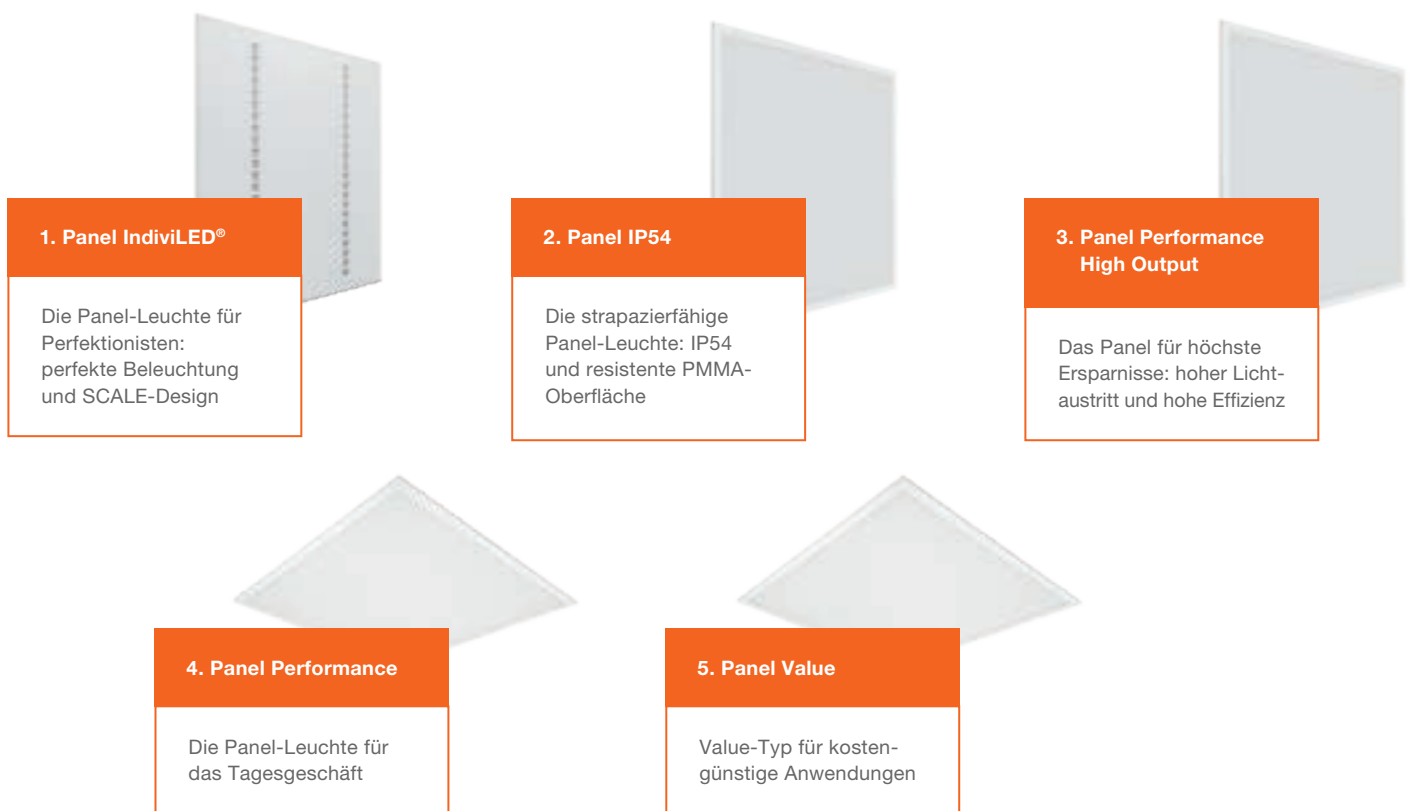 1. Panel IndiviLED®
Die Panel-Leuchte für
Perfektionisten:
perfekte Beleuchtung
und SCALE-Design
2. Panel IP54
Die strapazierfähige
Panel-Leuchte: IP54
und resistente PMMA-
Oberfläche
3. Panel Performance
High Output
Das Panel für höchste
Ersparnisse: hoher Licht-
austritt und hohe Effizienz
4. Panel Performance
Die Panel-Leuchte für
das Tagesgeschäft
5. Panel Value
Value-Typ für kosten-
günstige Anwendungen